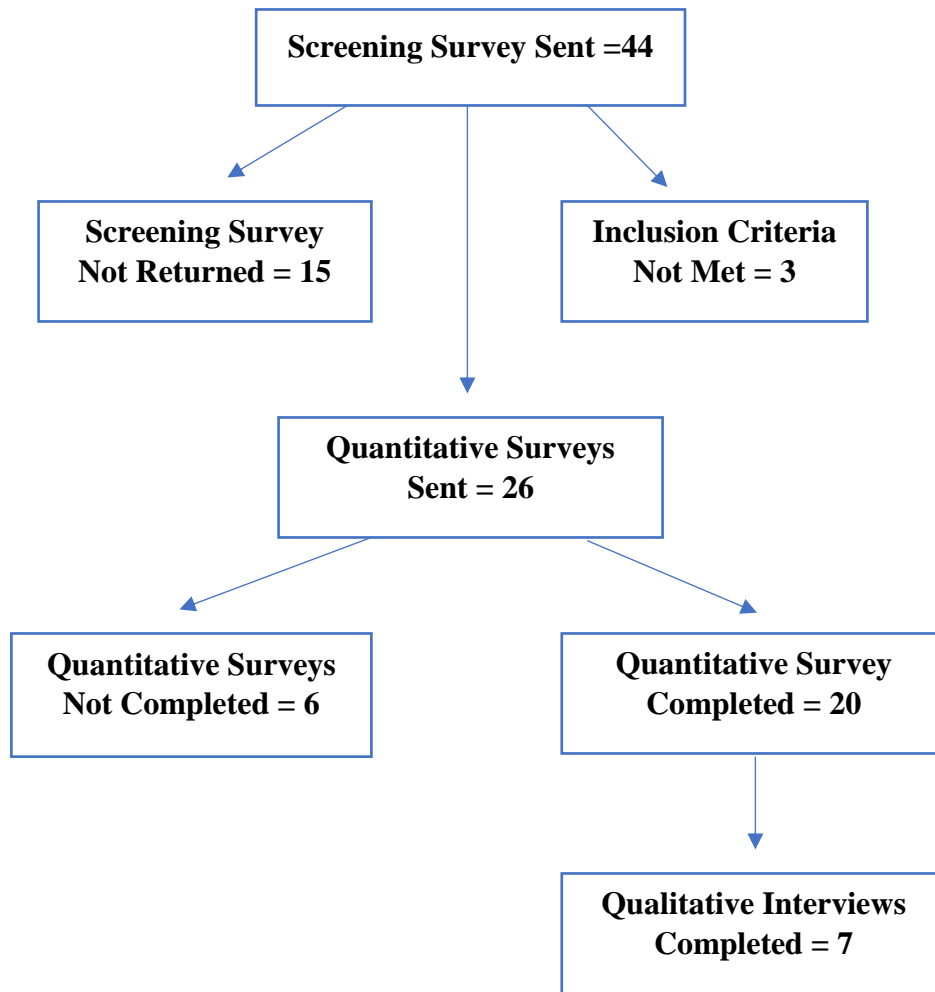 Screening Survey Sent =44
Screening Survey
Not Returned = 15
Inclusion Criteria
Not Met = 3
Quantitative Surveys
Sent = 26
Quantitative Surveys
Not Completed = 6
Quantitative Survey
Completed = 20
Qualitative Interviews
Completed = 7